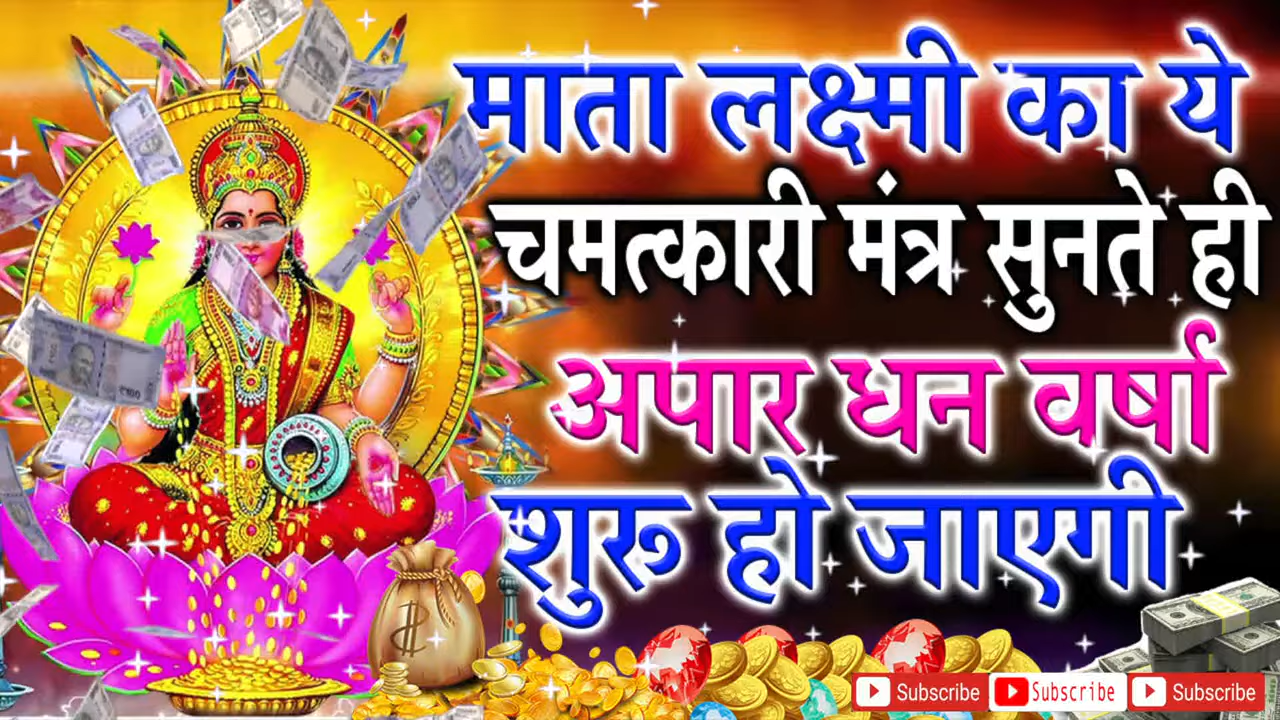 माता लक्ष्मी का ये
चमत्कारी मंत्र सुनते ही
अपार धन वर्षा
शुरू हो जाएगी
Subscribe Subscribe Subscribe